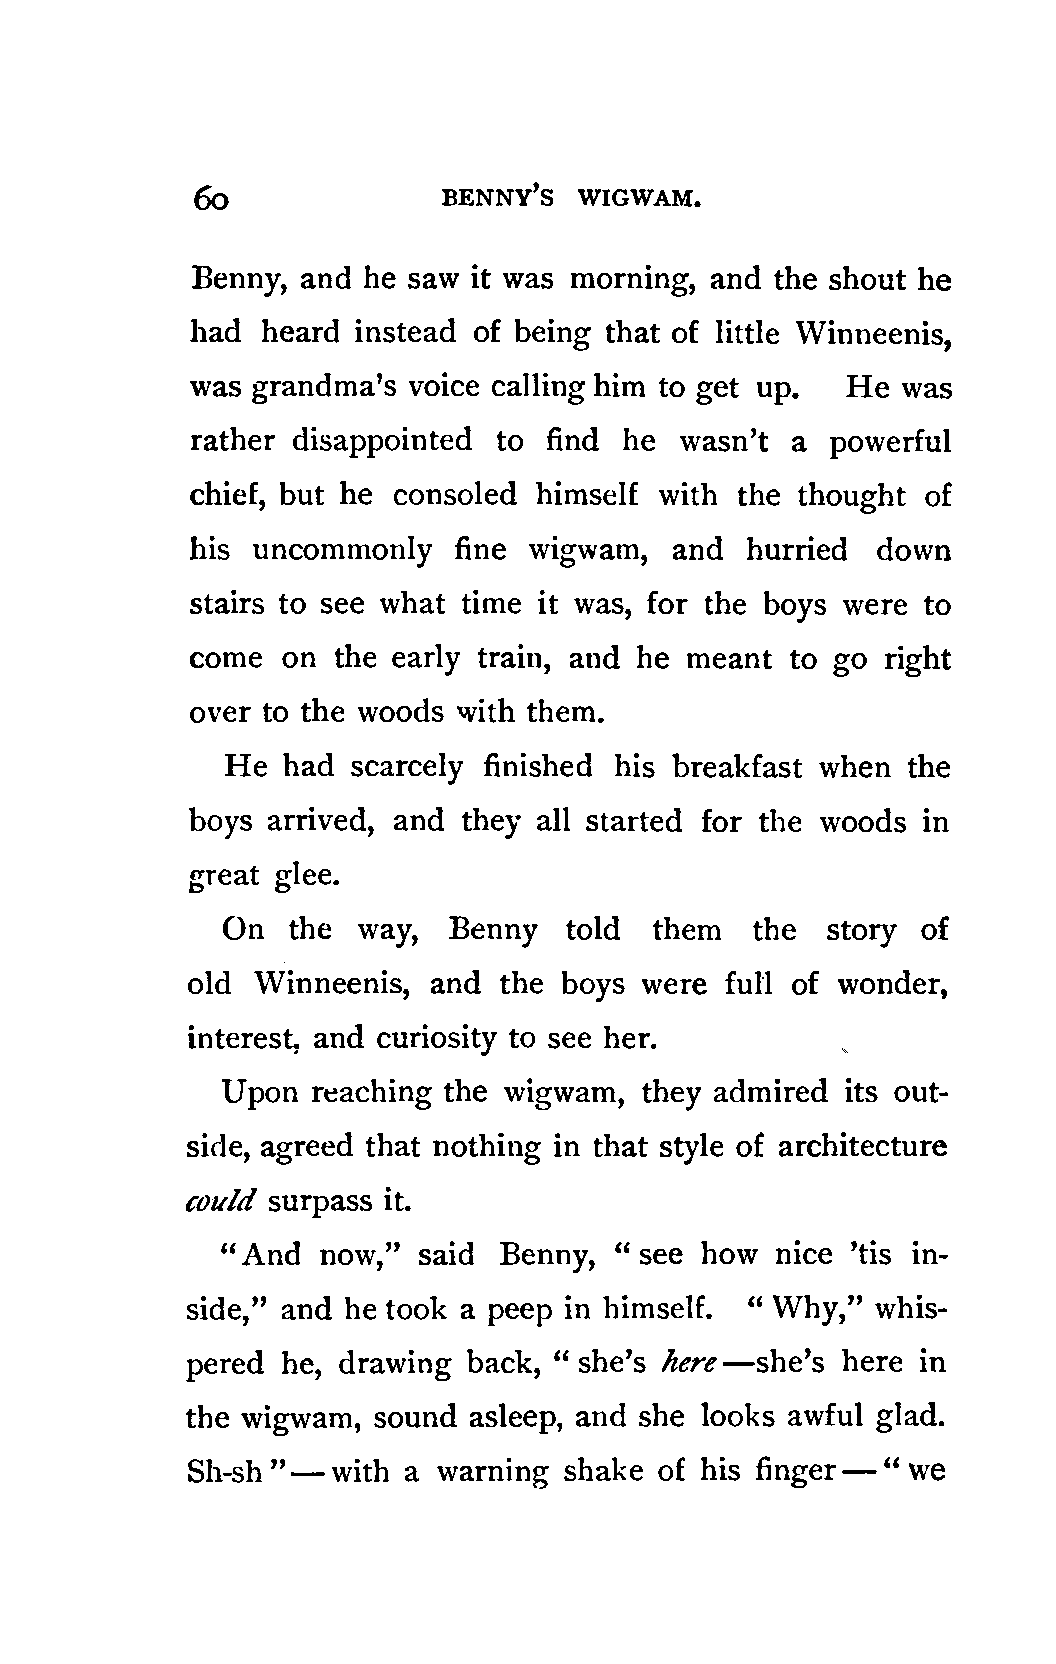 60 BENNY'S WIGWAM.
Benny, and he saw it was morning, and the shout he
had heard instead of being that of little Winneenis,
was grandma's voice calling him to get up. He was
rather disappointed to find he wasn't a powerful
chief, but he consoled himself with the thought of
his uncommonly fine wigwam, and hurried down
stairs to see what time it was, for the boys were to
come on the early train, and he meant to go right
over to the woods with them.
He had scarcely finished his breakfast when the
boys arrived, and they all started for the woods in
great glee.
On the way, Benny told them the story of
old Winneenis, and the boys were full of wonder,
interest, and curiosity to see her.
Upon reaching the wigwam, they admired its out-
side, agreed that nothing in that style of architecture
could surpass it.
"And now," said Benny, "see how nice 'tis in-
side," and he took a peep in himself. "Why," whis-
pered he, drawing back, "she's here—she's here in
the wigwam, sound asleep, and she looks awful glad.
Sh-sh"—with a warning shake of his finger—"we